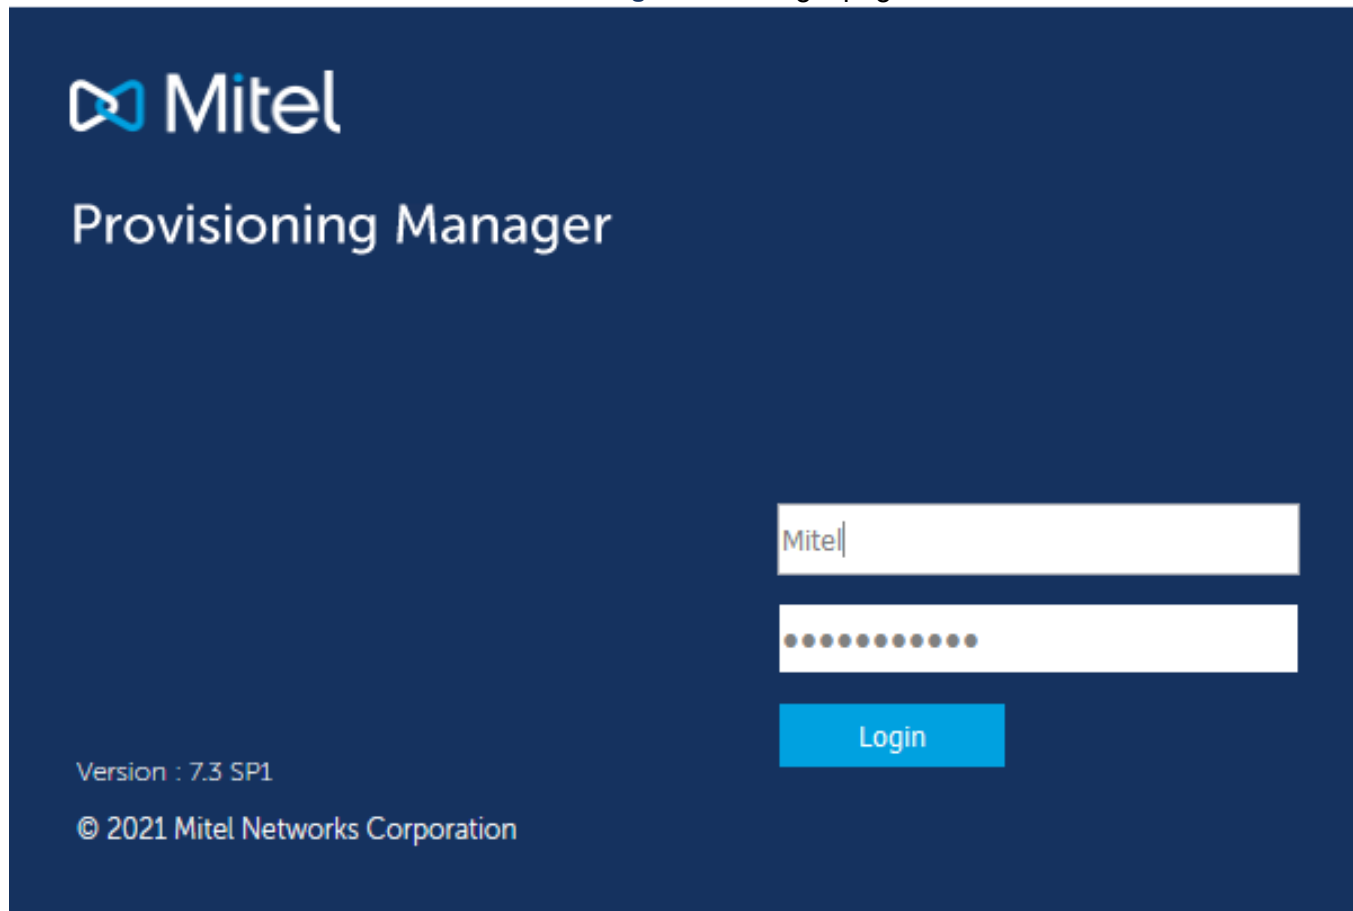 Mitel
Provisioning Manager
Mitel
●●●●●●●●●●●
Login
Version : 7.3 SP1
© 2021 Mitel Networks Corporation